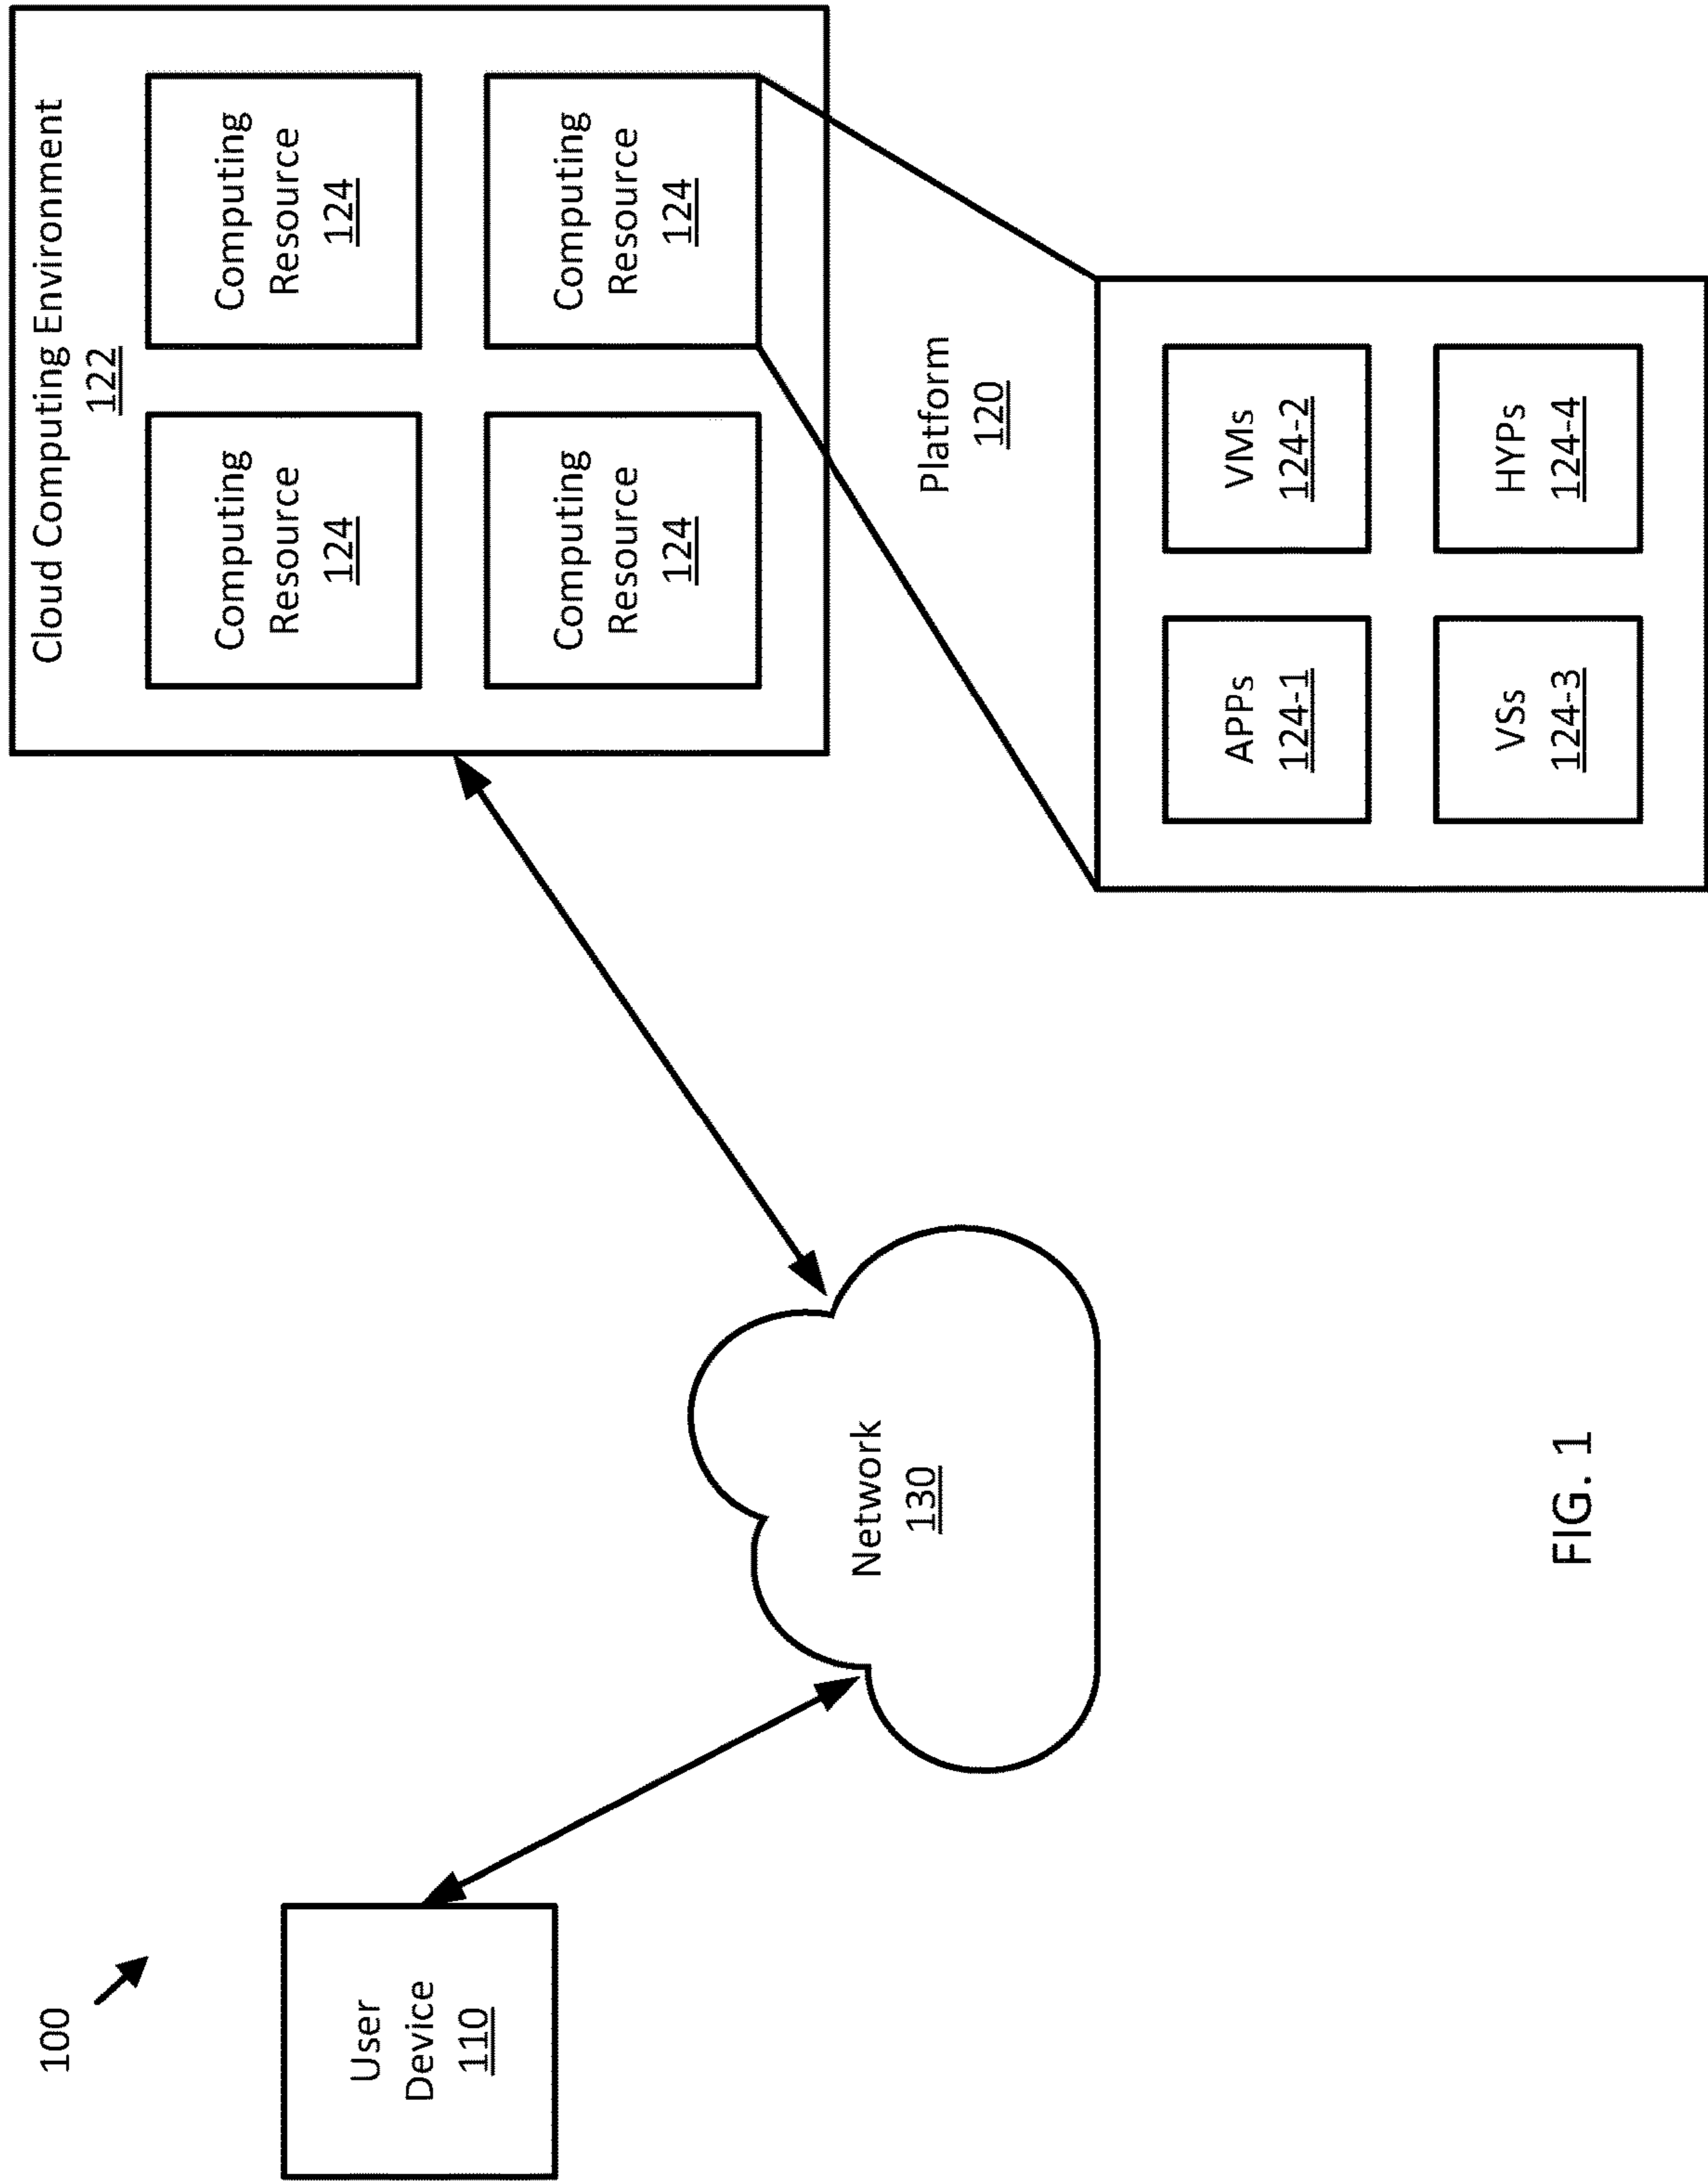 100
User
Device
110
Network
130
Cloud Computing Environment
122
Computing
Resource
124
Computing
Resource
124
Computing
Resource
124
Computing
Resource
124
Platform
120
APPs
124-1
VMs
124-2
VSs
124-3
HYPs
124-4
FIG. 1